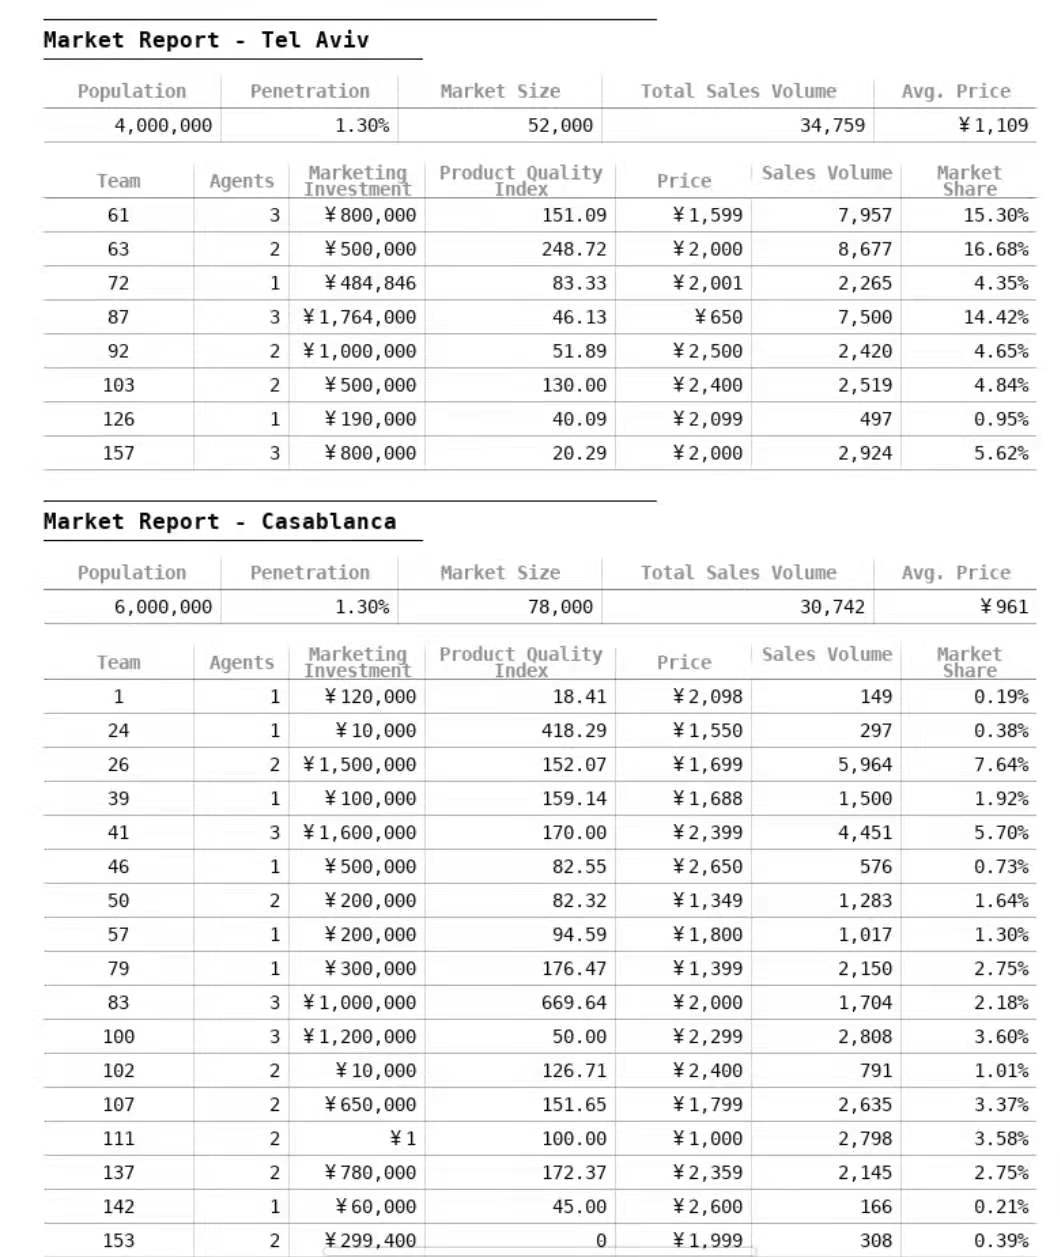 Market Report - Tel Aviv
Population Penetration Market Size Total Sales Volume Avg. Price
4,000,000 1.30% 52,000 34,759 ¥1,109
Team Agents Marketing Investment Product Quality Index Price Sales Volume Market Share
61 3 ¥800,000 151.09 ¥1,599 7,957 15.30%
63 2 ¥500,000 248.72 ¥2,000 8,677 16.68%
72 1 ¥484,846 83.33 ¥2,001 2,265 4.35%
87 3 ¥1,764,000 46.13 ¥650 7,500 14.42%
92 2 ¥1,000,000 51.89 ¥2,500 2,420 4.65%
103 2 ¥500,000 130.00 ¥2,400 2,519 4.84%
126 1 ¥190,000 40.09 ¥2,099 497 0.95%
157 3 ¥800,000 20.29 ¥2,000 2,924 5.62%
Market Report - Casablanca
Population Penetration Market Size Total Sales Volume Avg. Price
6,000,000 1.30% 78,000 30,742 ¥961
Team Agents Marketing Investment Product Quality Index Price Sales Volume Market Share
1 1 ¥120,000 18.41 ¥2,098 149 0.19%
24 1 ¥10,000 418.29 ¥1,550 297 0.38%
26 2 ¥1,500,000 152.07 ¥1,699 5,964 7.64%
39 1 ¥100,000 159.14 ¥1,688 1,500 1.92%
41 3 ¥1,600,000 170.00 ¥2,399 4,451 5.70%
46 1 ¥500,000 82.55 ¥2,650 576 0.73%
50 2 ¥200,000 82.32 ¥1,349 1,283 1.64%
57 1 ¥200,000 94.59 ¥1,800 1,017 1.30%
79 1 ¥300,000 176.47 ¥1,399 2,150 2.75%
83 3 ¥1,000,000 669.64 ¥2,000 1,704 2.18%
100 3 ¥1,200,000 50.00 ¥2,299 2,808 3.60%
102 2 ¥10,000 126.71 ¥2,400 791 1.01%
107 2 ¥650,000 151.65 ¥1,799 2,635 3.37%
111 2 ¥1 100.00 ¥1,000 2,798 3.58%
137 2 ¥780,000 172.37 ¥2,359 2,145 2.75%
142 1 ¥60,000 45.00 ¥2,600 166 0.21%
153 2 ¥299,400 0 ¥1,999 308 0.39%